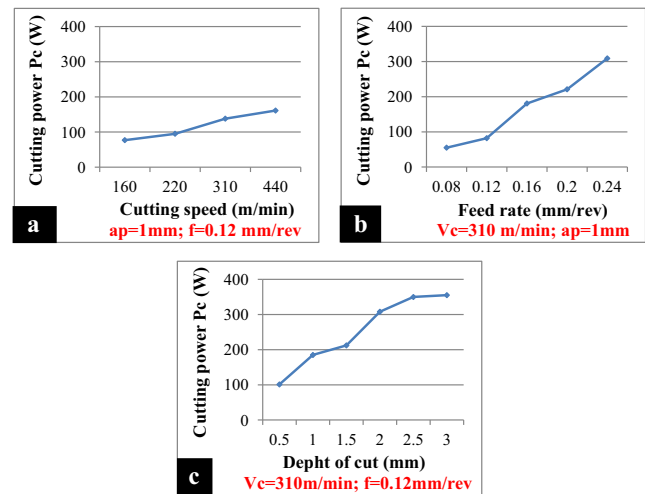 Cutting power Pc (W)
400
300
200
100
0
160 220 310 440
Cutting speed (m/min)
ap=1mm; f=0.12 mm/rev
a
Cutting power Pc (W)
400
300
200
100
0
0.08 0.12 0.16 0.2 0.24
Feed rate (mm/rev)
Vc=310 m/min; ap=1mm
b
Cutting power Pc (W)
400
300
200
100
0
0.5 1 1.5 2 2.5 3
Depht of cut (mm)
Vc=310m/min; f=0.12mm/rev
c